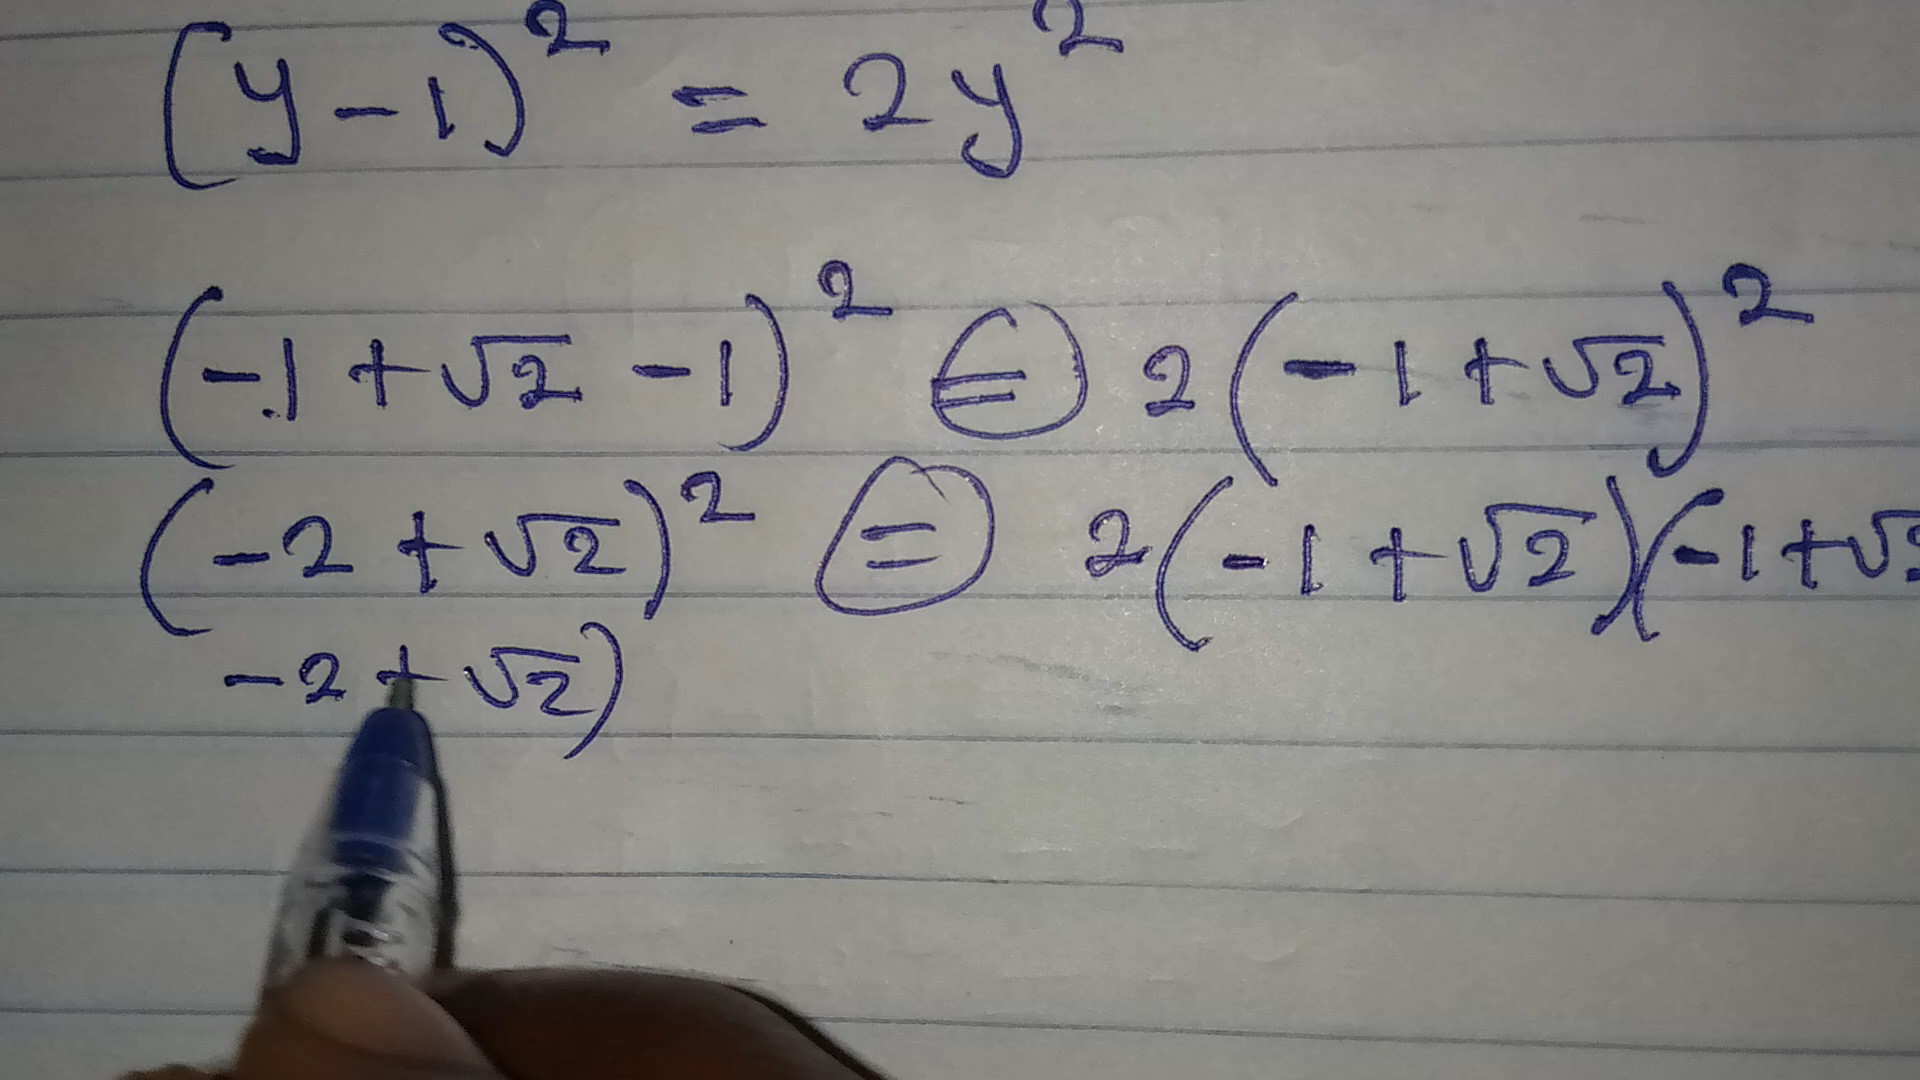 (y-1)² = 2y²
(-1+√2-1)² = 2(-1+√2)²
(-2+√2)² = 2(-1+√2)(-1+√2
-2+√2)